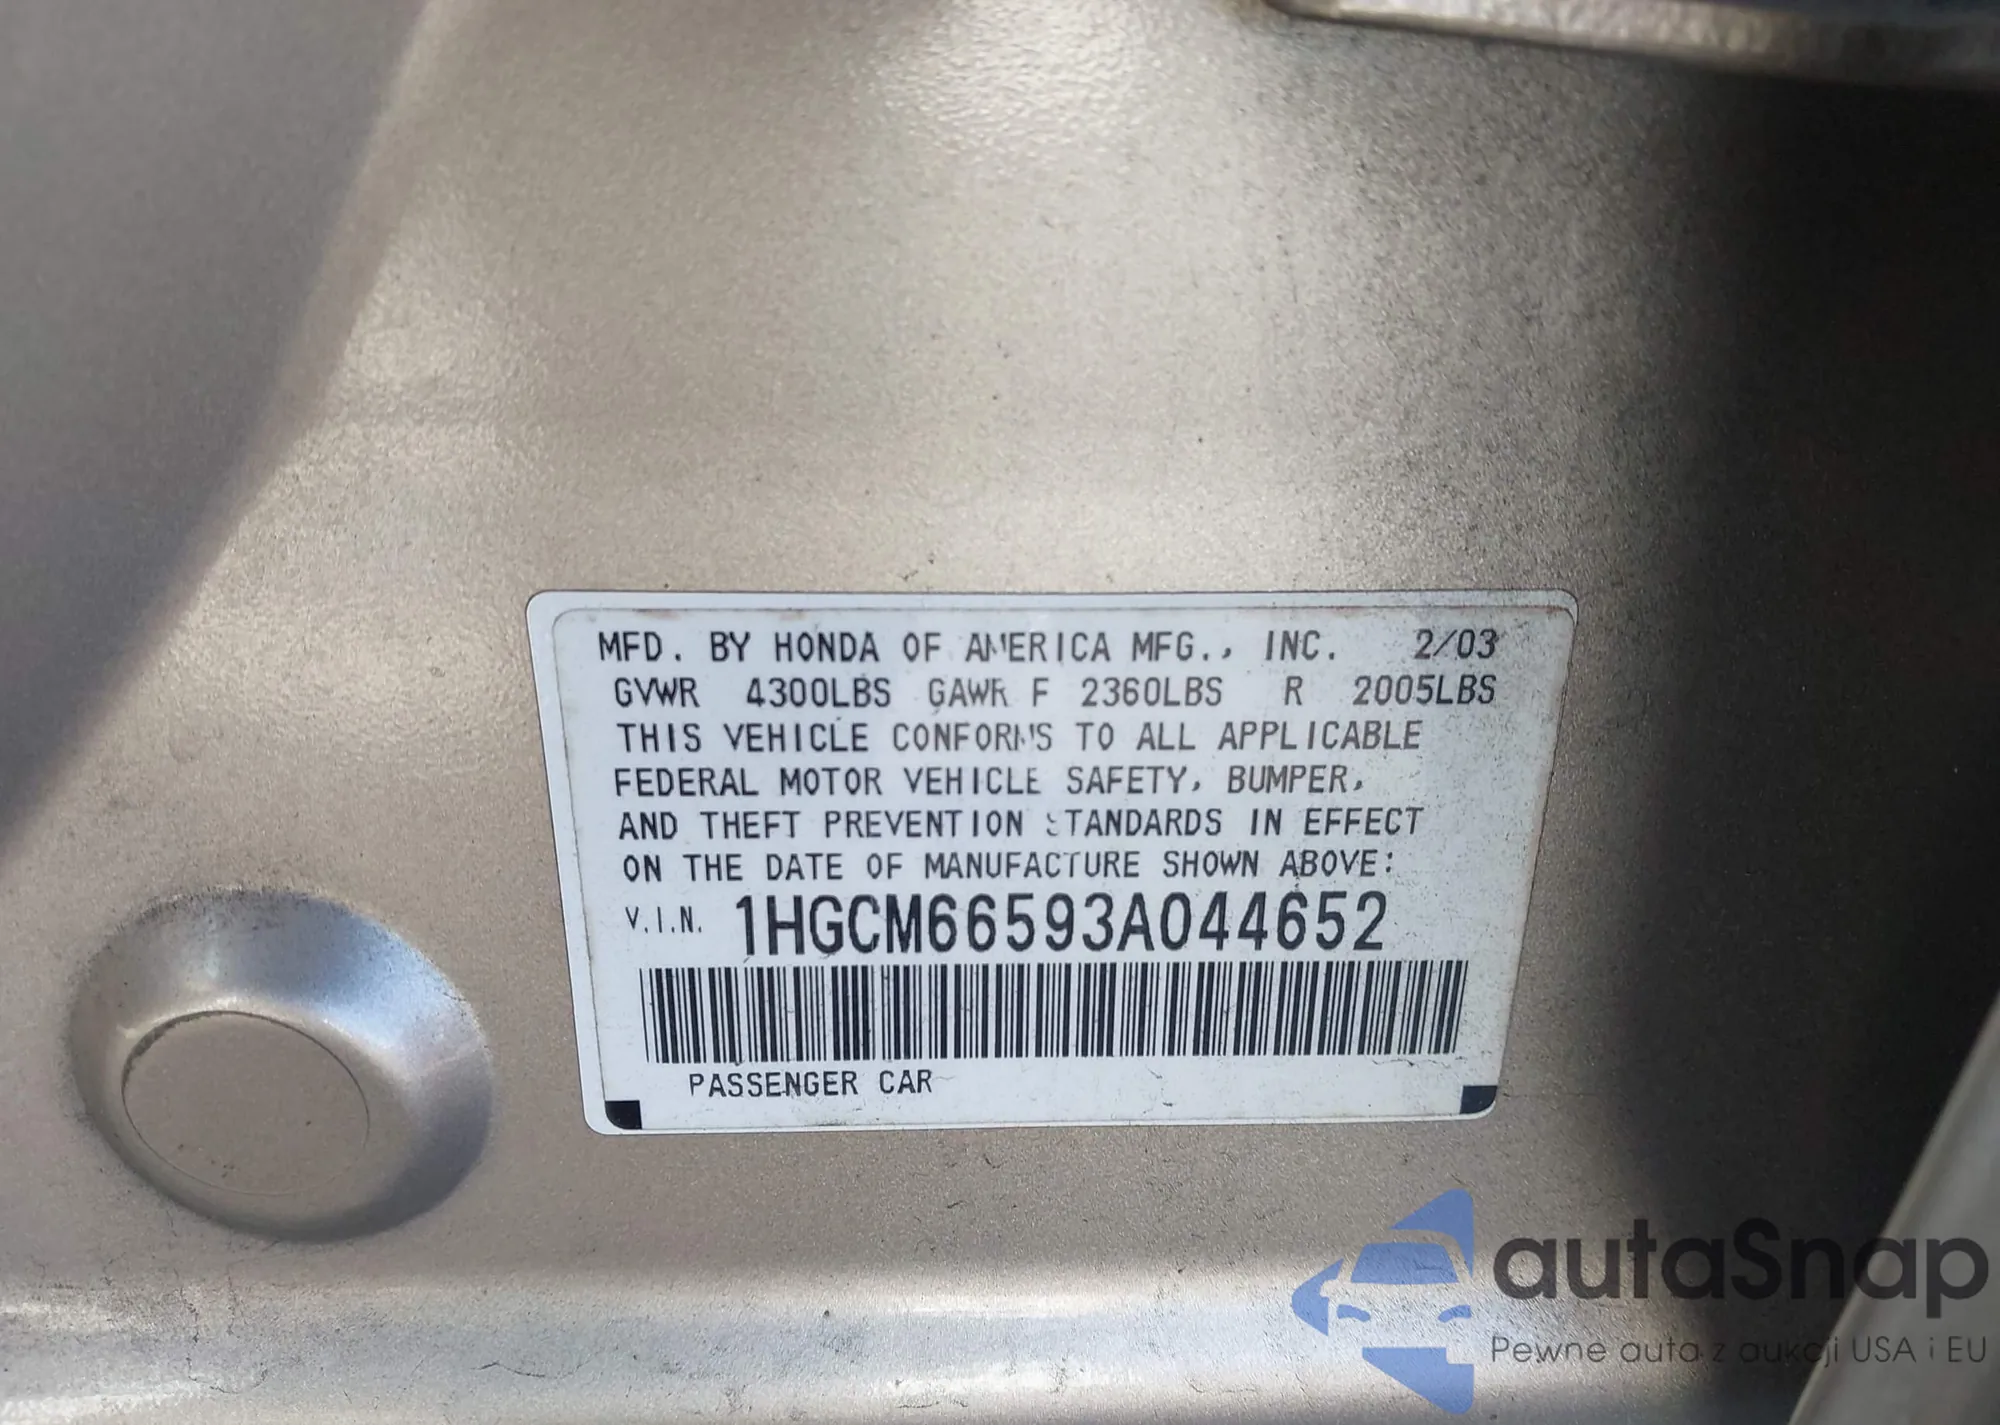 MFD. BY HONDA OF AMERICA MFG., INC. 2/03
GVWR 4300LBS GAWR F 2360LBS R 2005LBS
THIS VEHICLE CONFORMS TO ALL APPLICABLE
FEDERAL MOTOR VEHICLE SAFETY, BUMPER,
AND THEFT PREVENTION STANDARDS IN EFFECT
ON THE DATE OF MANUFACTURE SHOWN ABOVE:
V.I.N. 1HGCM66593A044652
PASSENGER CAR
autaSnap
Pewne auta z aukcji USA i EU